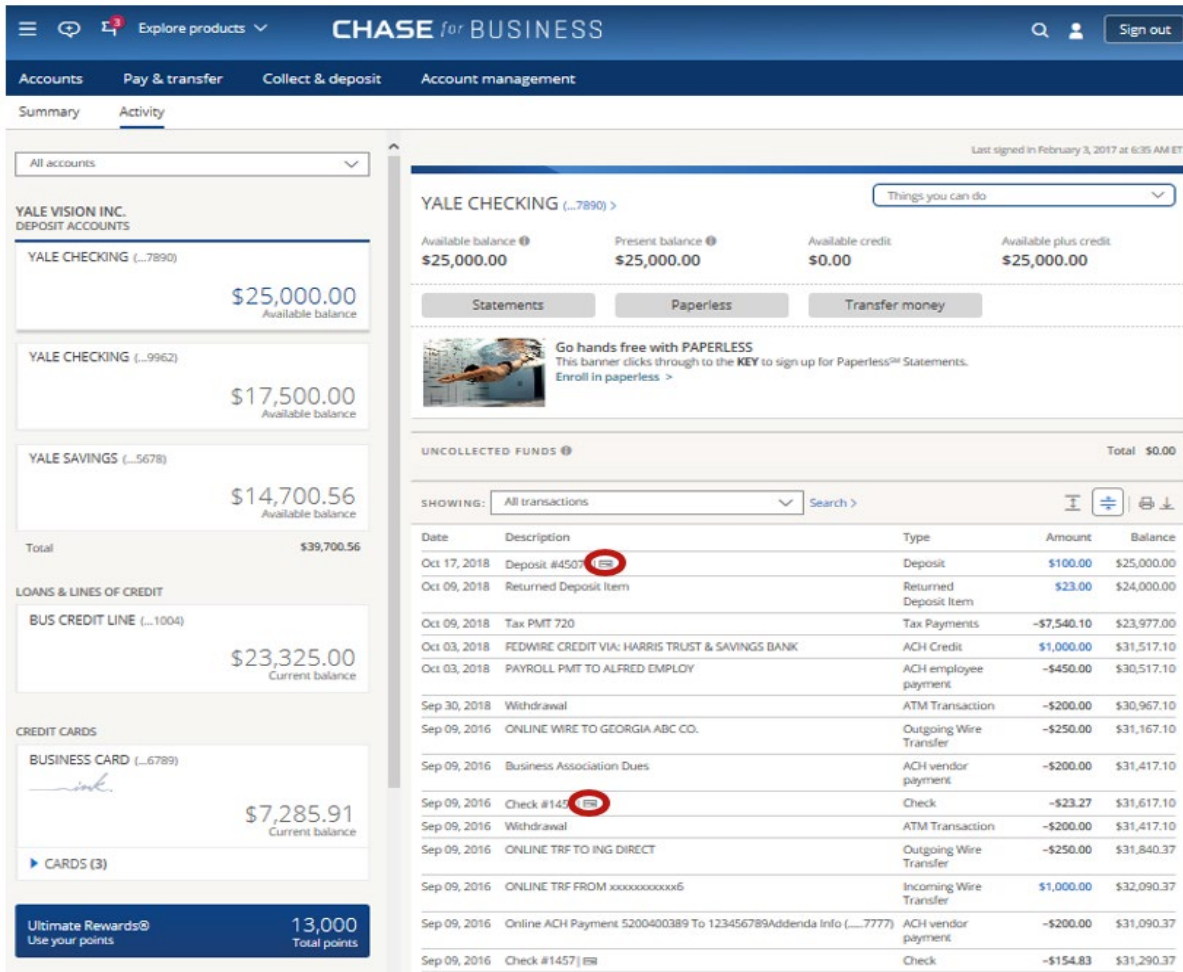 3
Explore products
CHASE for BUSINESS
Sign out
Accounts Pay & transfer Collect & deposit Account management
Summary Activity
Last signed in February 3, 2017 at 6:35 AM ET
All accounts
YALE VISION INC.
DEPOSIT ACCOUNTS
YALE CHECKING (...7890)
$25,000.00
Available balance
YALE CHECKING (...9962)
$17,500.00
Available balance
YALE SAVINGS (...5678)
$14,700.56
Available balance
Total $39,700.56
LOANS & LINES OF CREDIT
BUS CREDIT LINE (...1004)
$23,325.00
Current balance
CREDIT CARDS
BUSINESS CARD (...6789)
ink.
$7,285.91
Current balance
CARDS (3)
Ultimate Rewards® 13,000
Use your points Total points
YALE CHECKING (...7890) >
Things you can do
Available balance Present balance Available credit Available plus credit
$25,000.00 $25,000.00 $0.00 $25,000.00
Statements Paperless Transfer money
Go hands free with PAPERLESS
This banner clicks through to the KEY to sign up for Paperless℠ Statements.
Enroll in paperless >
UNCOLLECTED FUNDS Total $0.00
SHOWING: All transactions Search >
Date Description Type Amount Balance
Oct 17, 2018 Deposit #4507 Deposit $100.00 $25,000.00
Oct 09, 2018 Returned Deposit Item Returned Deposit Item $23.00 $24,000.00
Oct 09, 2018 Tax PMT 720 Tax Payments -$7,540.10 $23,977.00
Oct 03, 2018 FEDWIRE CREDIT VIA: HARRIS TRUST & SAVINGS BANK ACH Credit $1,000.00 $31,517.10
Oct 03, 2018 PAYROLL PMT TO ALFRED EMPLOY ACH employee payment -$450.00 $30,517.10
Sep 30, 2018 Withdrawal ATM Transaction -$200.00 $30,967.10
Sep 09, 2016 ONLINE WIRE TO GEORGIA ABC CO. Outgoing Wire Transfer -$250.00 $31,167.10
Sep 09, 2016 Business Association Dues ACH vendor payment -$200.00 $31,417.10
Sep 09, 2016 Check Check -$23.27 $31,617.10
Sep 09, 2016 Withdrawal ATM Transaction -$200.00 $31,417.10
Sep 09, 2016 ONLINE TRF TO ING DIRECT Outgoing Wire Transfer -$250.00 $31,840.37
Sep 09, 2016 ONLINE TRF FROM xxxxxxxxxxx6 Incoming Wire Transfer $1,000.00 $32,090.37
Sep 09, 2016 Online ACH Payment 5200400389 To 123456789Addenda Info (......7777) ACH vendor payment -$200.00 $31,090.37
Sep 09, 2016 Check #1457| Check -$154.83 $31,290.37